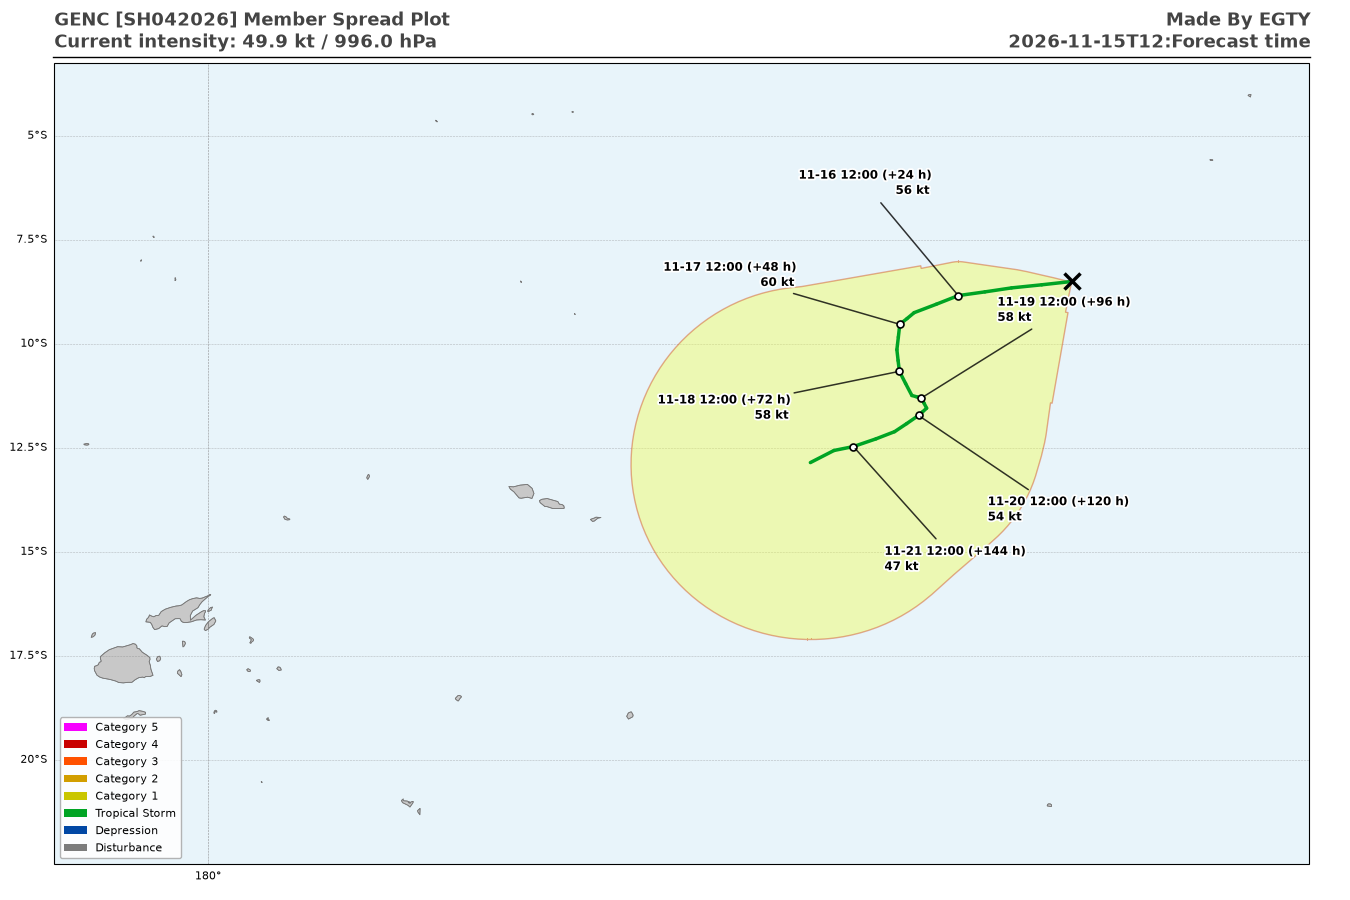 GENC [SH042026] Member Spread Plot
Current intensity: 49.9 kt / 996.0 hPa
Made By EGTY
2026-11-15T12:Forecast time
5°S
7.5°S
10°S
12.5°S
15°S
17.5°S
20°S
180°
11-16 12:00 (+24 h)
56 kt
11-17 12:00 (+48 h)
60 kt
11-19 12:00 (+96 h)
58 kt
11-18 12:00 (+72 h)
58 kt
11-20 12:00 (+120 h)
54 kt
11-21 12:00 (+144 h)
47 kt
Category 5
Category 4
Category 3
Category 2
Category 1
Tropical Storm
Depression
Disturbance